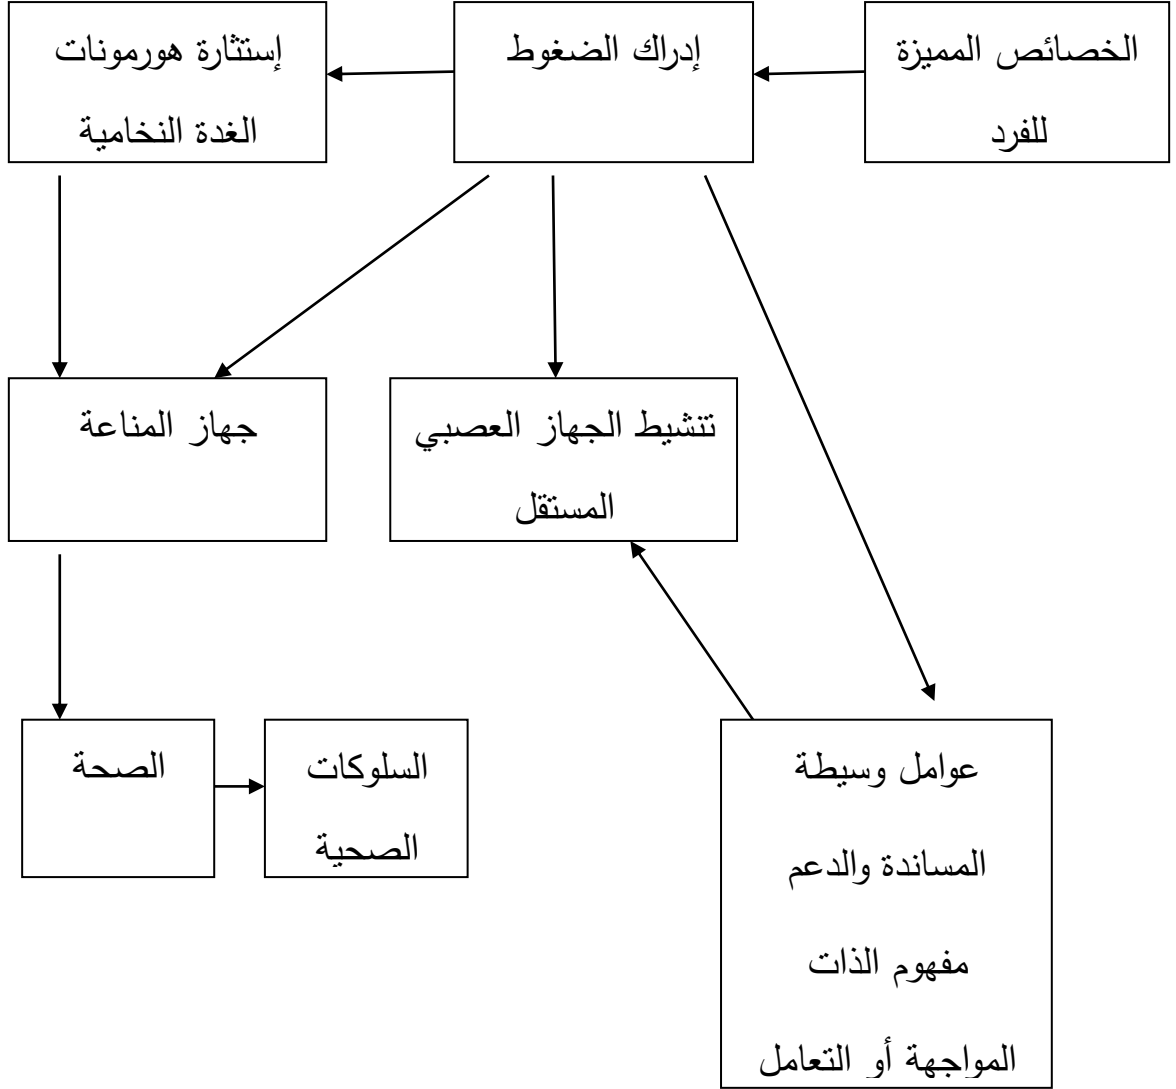 الخصائص المميزة
للفرد
إدراك الضغوط
إستثارة هورمونات
الغدة النخامية
تنشيط الجهاز العصبي
المستقل
جهاز المناعة
عوامل وسيطة
المساندة والدعم
مفهوم الذات
المواجهة أو التعامل
السلوكات
الصحية
الصحة